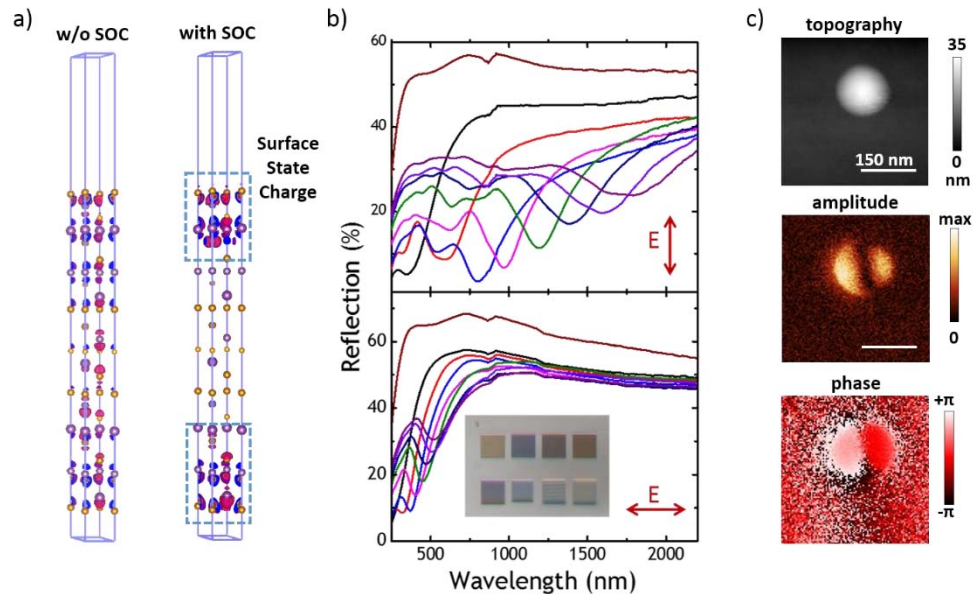 a)
w/o SOC
with SOC
Surface
State
Charge
b)
60
40
20
E
60
40
20
0
Reflection (%)
E
500
1000
1500
2000
Wavelength (nm)
c)
topography
35
0
nm
150 nm
amplitude
max
0
phase
+π
-π